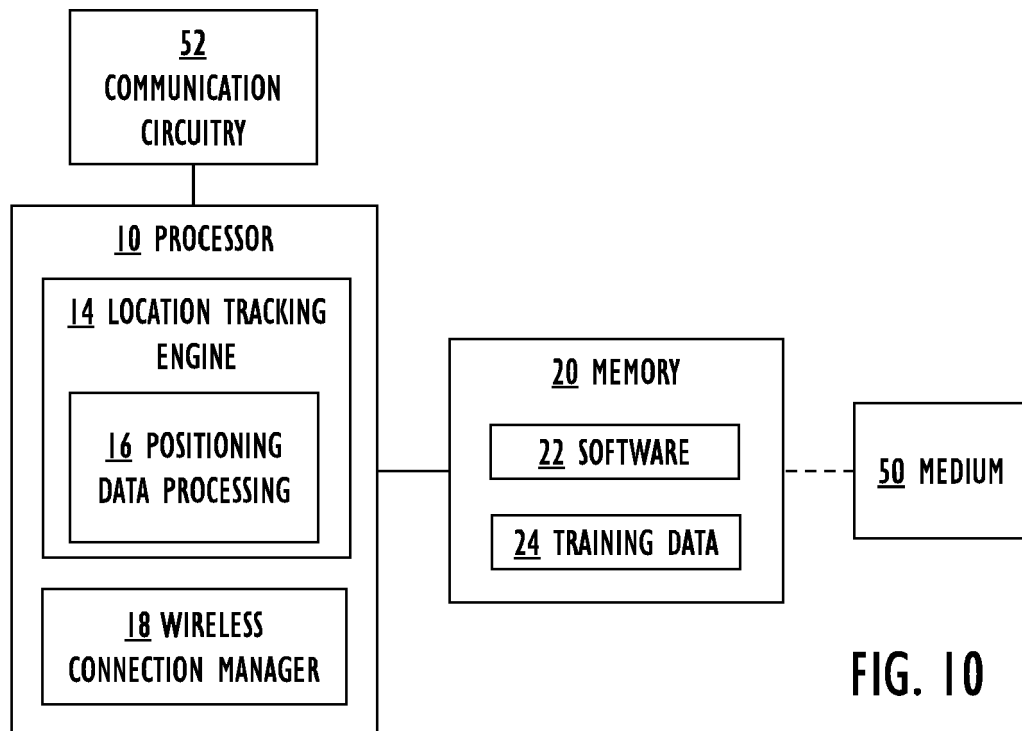 52
COMMUNICATION
CIRCUITRY
10 PROCESSOR
14 LOCATION TRACKING
ENGINE
16 POSITIONING
DATA PROCESSING
18 WIRELESS
CONNECTION MANAGER
20 MEMORY
22 SOFTWARE
24 TRAINING DATA
50 MEDIUM
FIG. 10